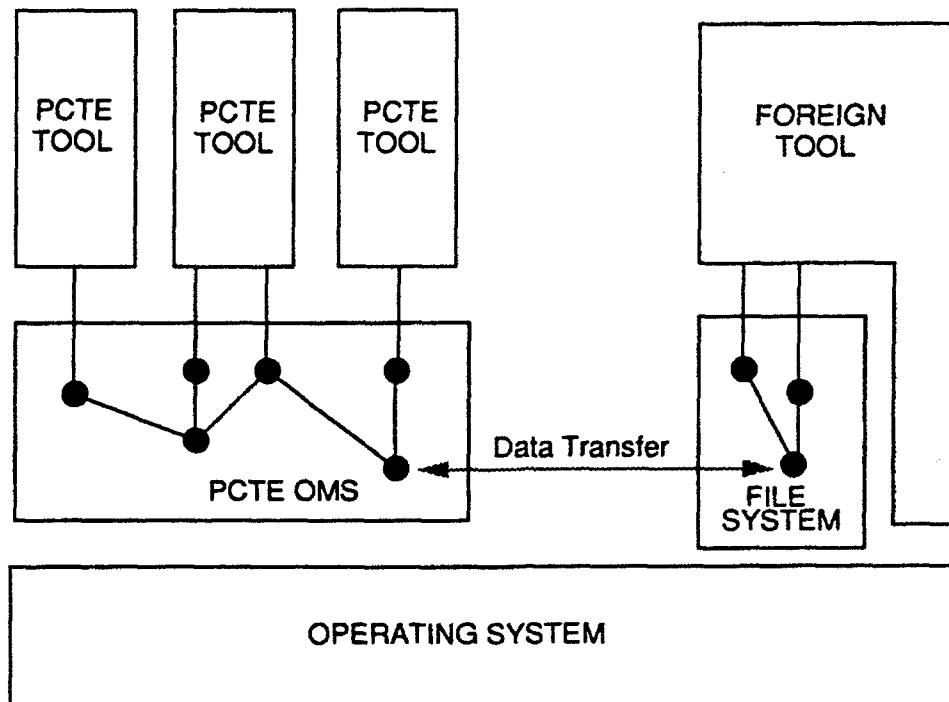 PCTE
TOOL
PCTE
TOOL
PCTE
TOOL
FOREIGN
TOOL
Data Transfer
PCTE OMS
FILE
SYSTEM
OPERATING SYSTEM